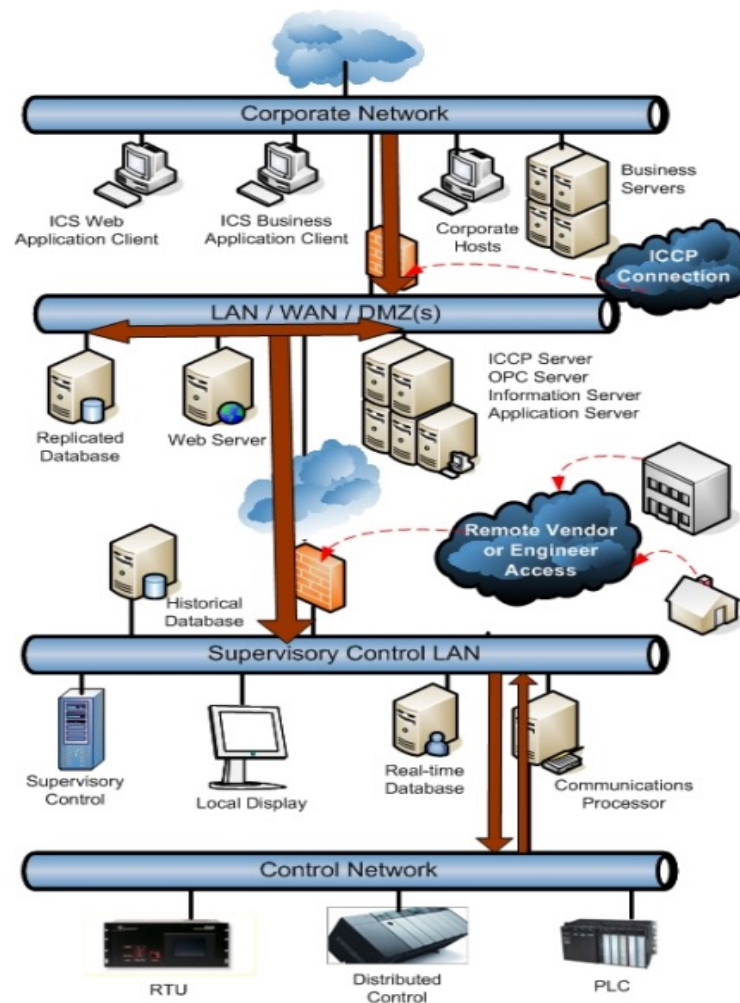 Corporate Network
ICS Web
Application Client
ICS Business
Application Client
Corporate
Hosts
Business
Servers
ICCP
Connection
LAN / WAN / DMZ(s)
Replicated
Database
Web Server
ICCP Server
OPC Server
Information Server
Application Server
Remote Vendor
or Engineer
Access
Historical
Database
Supervisory Control LAN
Supervisory
Control
Local Display
Real-time
Database
Communications
Processor
Control Network
RTU
Distributed
Control
PLC